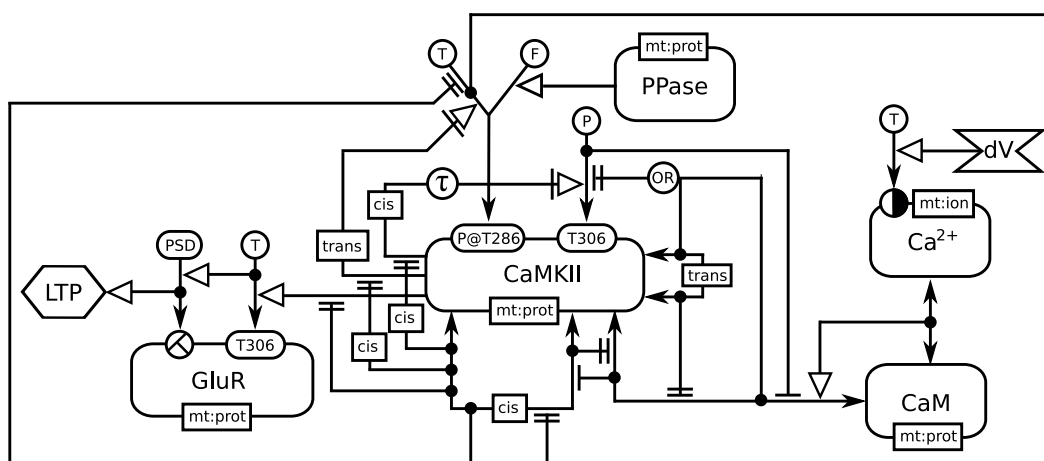 mt:prot
T
F
PPase
P
T
dV
OR
τ
cis
mt:ion
P@T286
T306
Ca2+
trans
PSD
T
CaMKII
trans
LTP
mt:prot
cis
T306
cis
GluR
CaM
cis
mt:prot
mt:prot